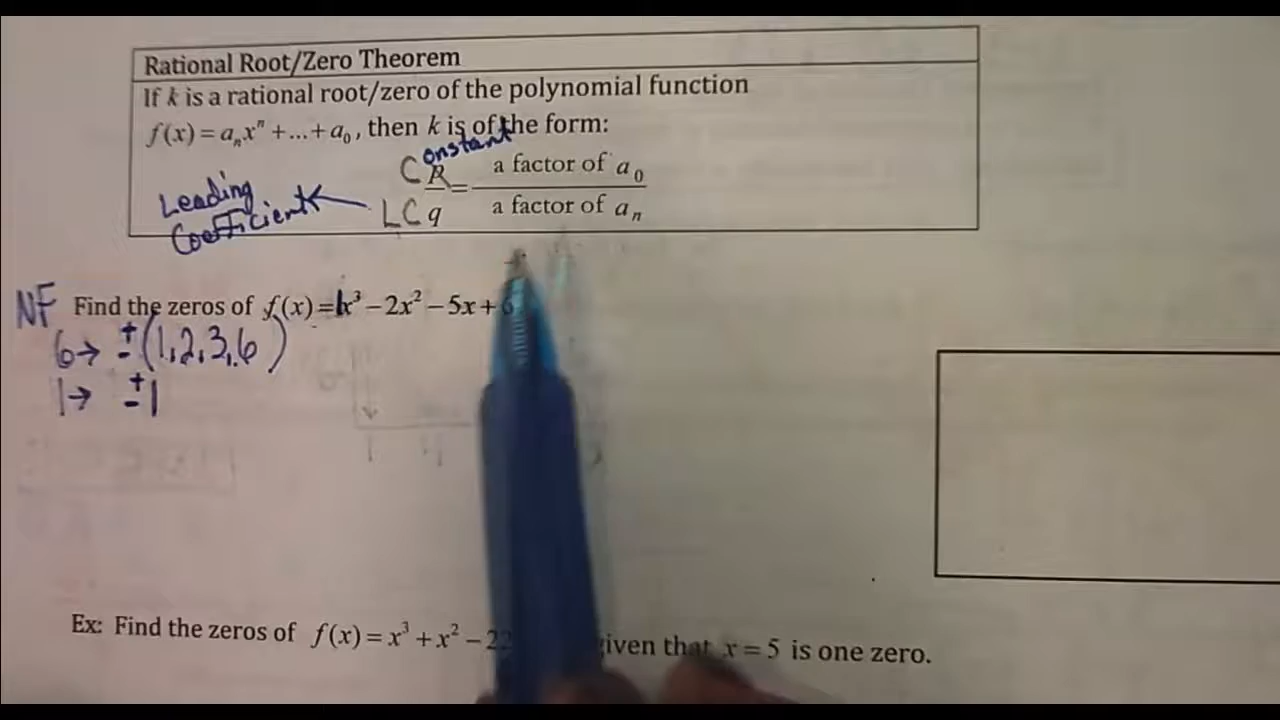 Rational Root/Zero Theorem
If k is a rational root/zero of the polynomial function
f(x) = aₙxⁿ + ... + a₀, then k is of the form:
Constant
p/q = a factor of a₀ / a factor of aₙ
LC
Leading
Coefficient
NF Find the zeros of f(x) = 1x³ − 2x² − 5x + 6
6 → ± (1, 2, 3, 6)
1 → ± 1
Ex: Find the zeros of f(x) = x³ + x² − 22 given that x = 5 is one zero.